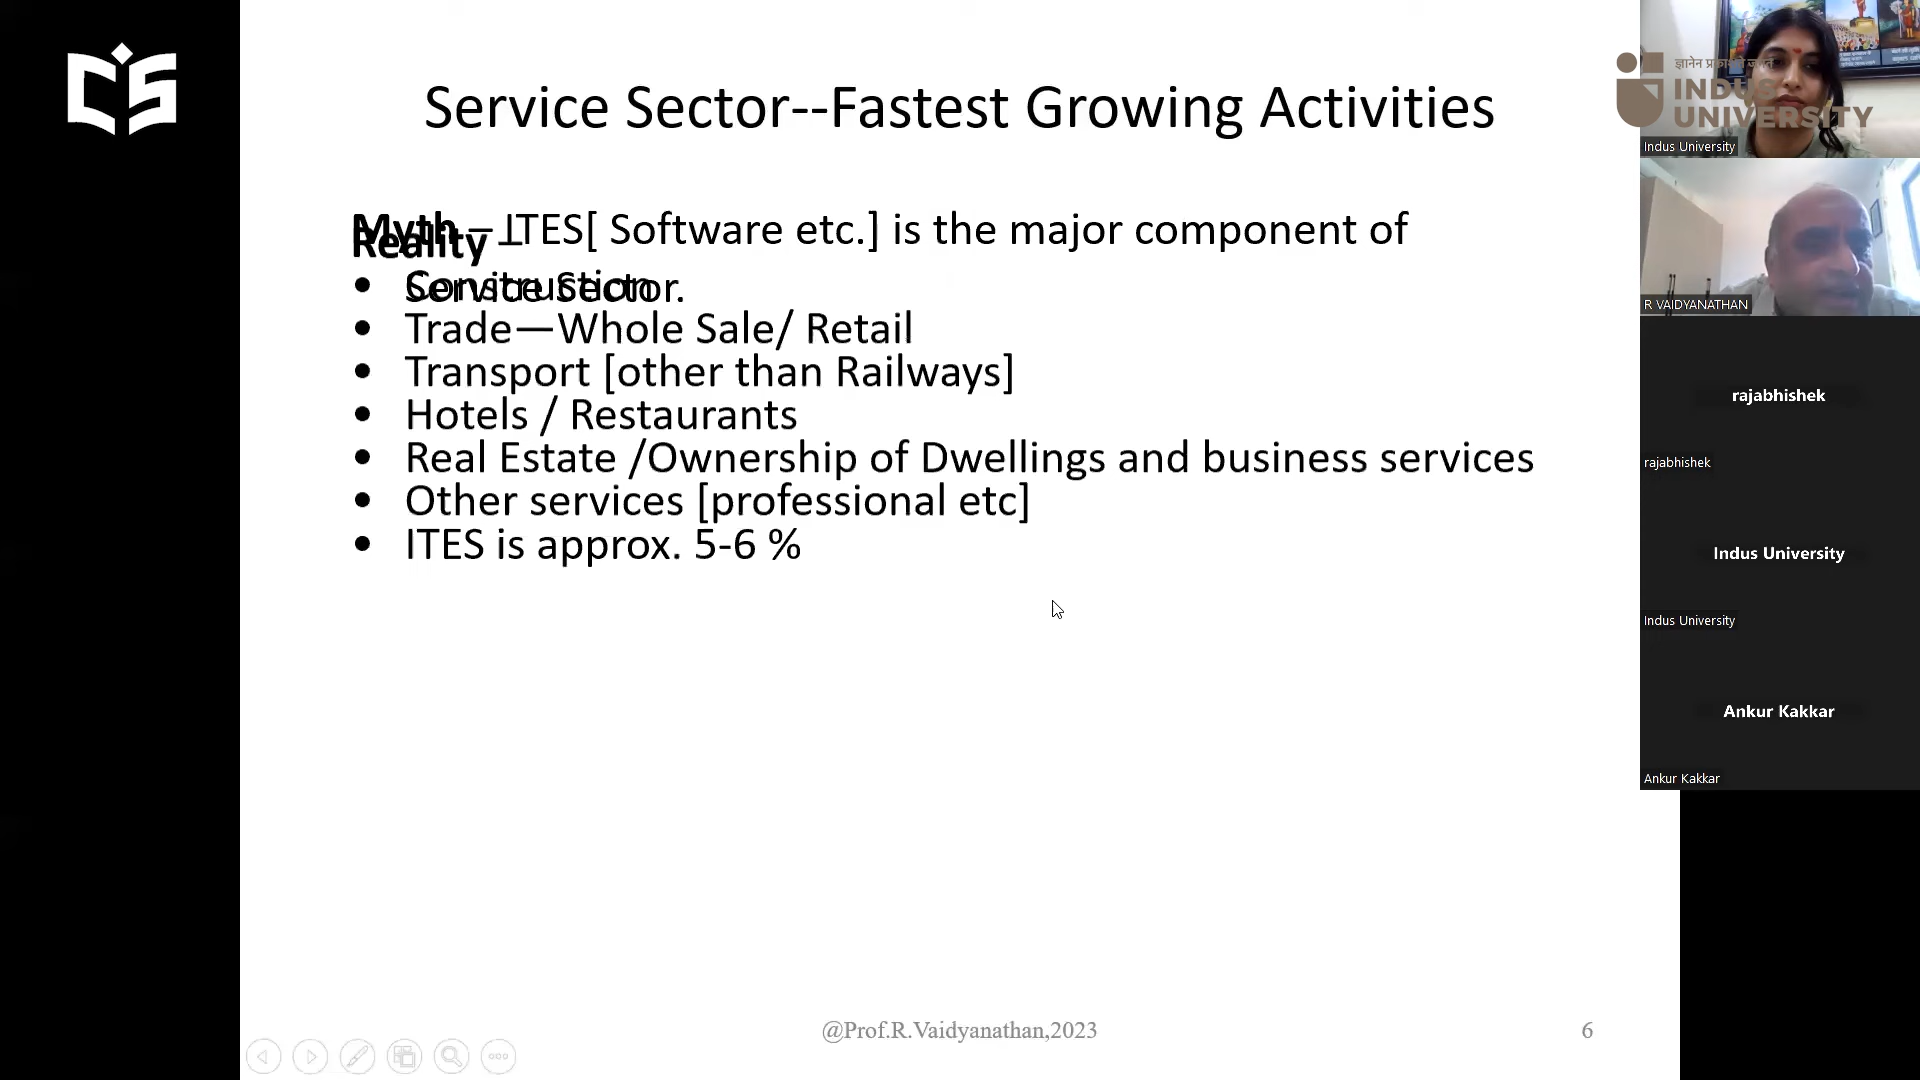 Service Sector--Fastest Growing Activities
Myth – ITES[ Software etc.] is the major component of
Service Sector.
Reality –
• Construction
• Trade—Whole Sale/ Retail
• Transport [other than Railways]
• Hotels / Restaurants
• Real Estate /Ownership of Dwellings and business services
• Other services [professional etc]
• ITES is approx. 5-6 %
@Prof.R.Vaidyanathan,2023
6
INDUS
UNIVERSITY
Indus University
R VAIDYANATHAN
rajabhishek
rajabhishek
Indus University
Indus University
Ankur Kakkar
Ankur Kakkar